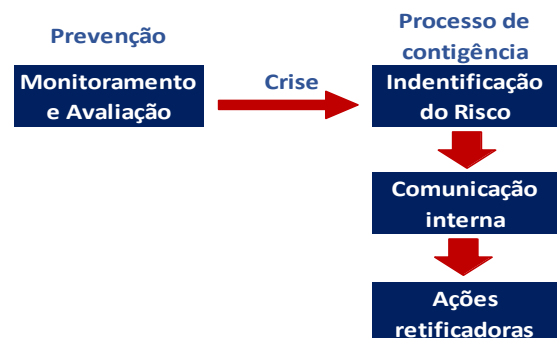 Prevenção
Monitoramento
e Avaliação
Crise
Processo de
contigência
Indentificação
do Risco
Comunicação
interna
Ações
retificadoras